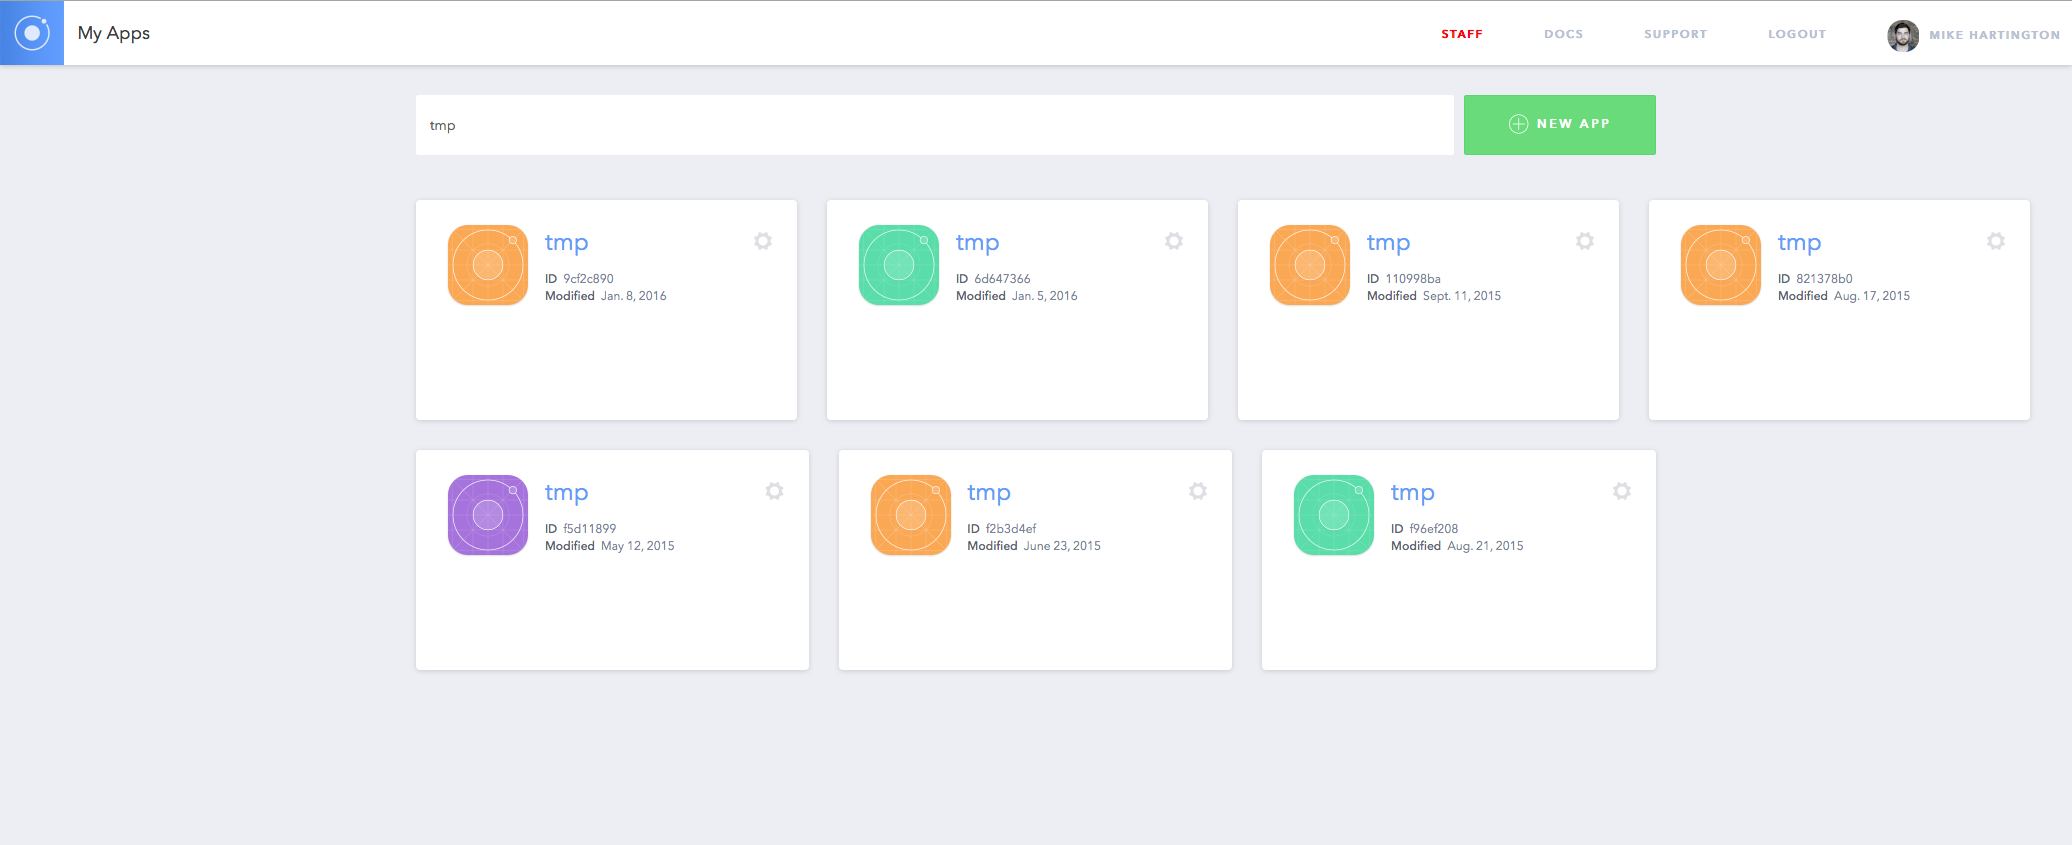 My Apps
STAFF
DOCS
SUPPORT
LOGOUT
MIKE HARTINGTON
tmp
NEW APP
tmp
ID 9cf2c890
Modified Jan. 8, 2016
tmp
ID 6d647366
Modified Jan. 5, 2016
tmp
ID 110998ba
Modified Sept. 11, 2015
tmp
ID 821378b0
Modified Aug. 17, 2015
tmp
ID f5d11899
Modified May 12, 2015
tmp
ID f2b3d4ef
Modified June 23, 2015
tmp
ID f96ef208
Modified Aug. 21, 2015